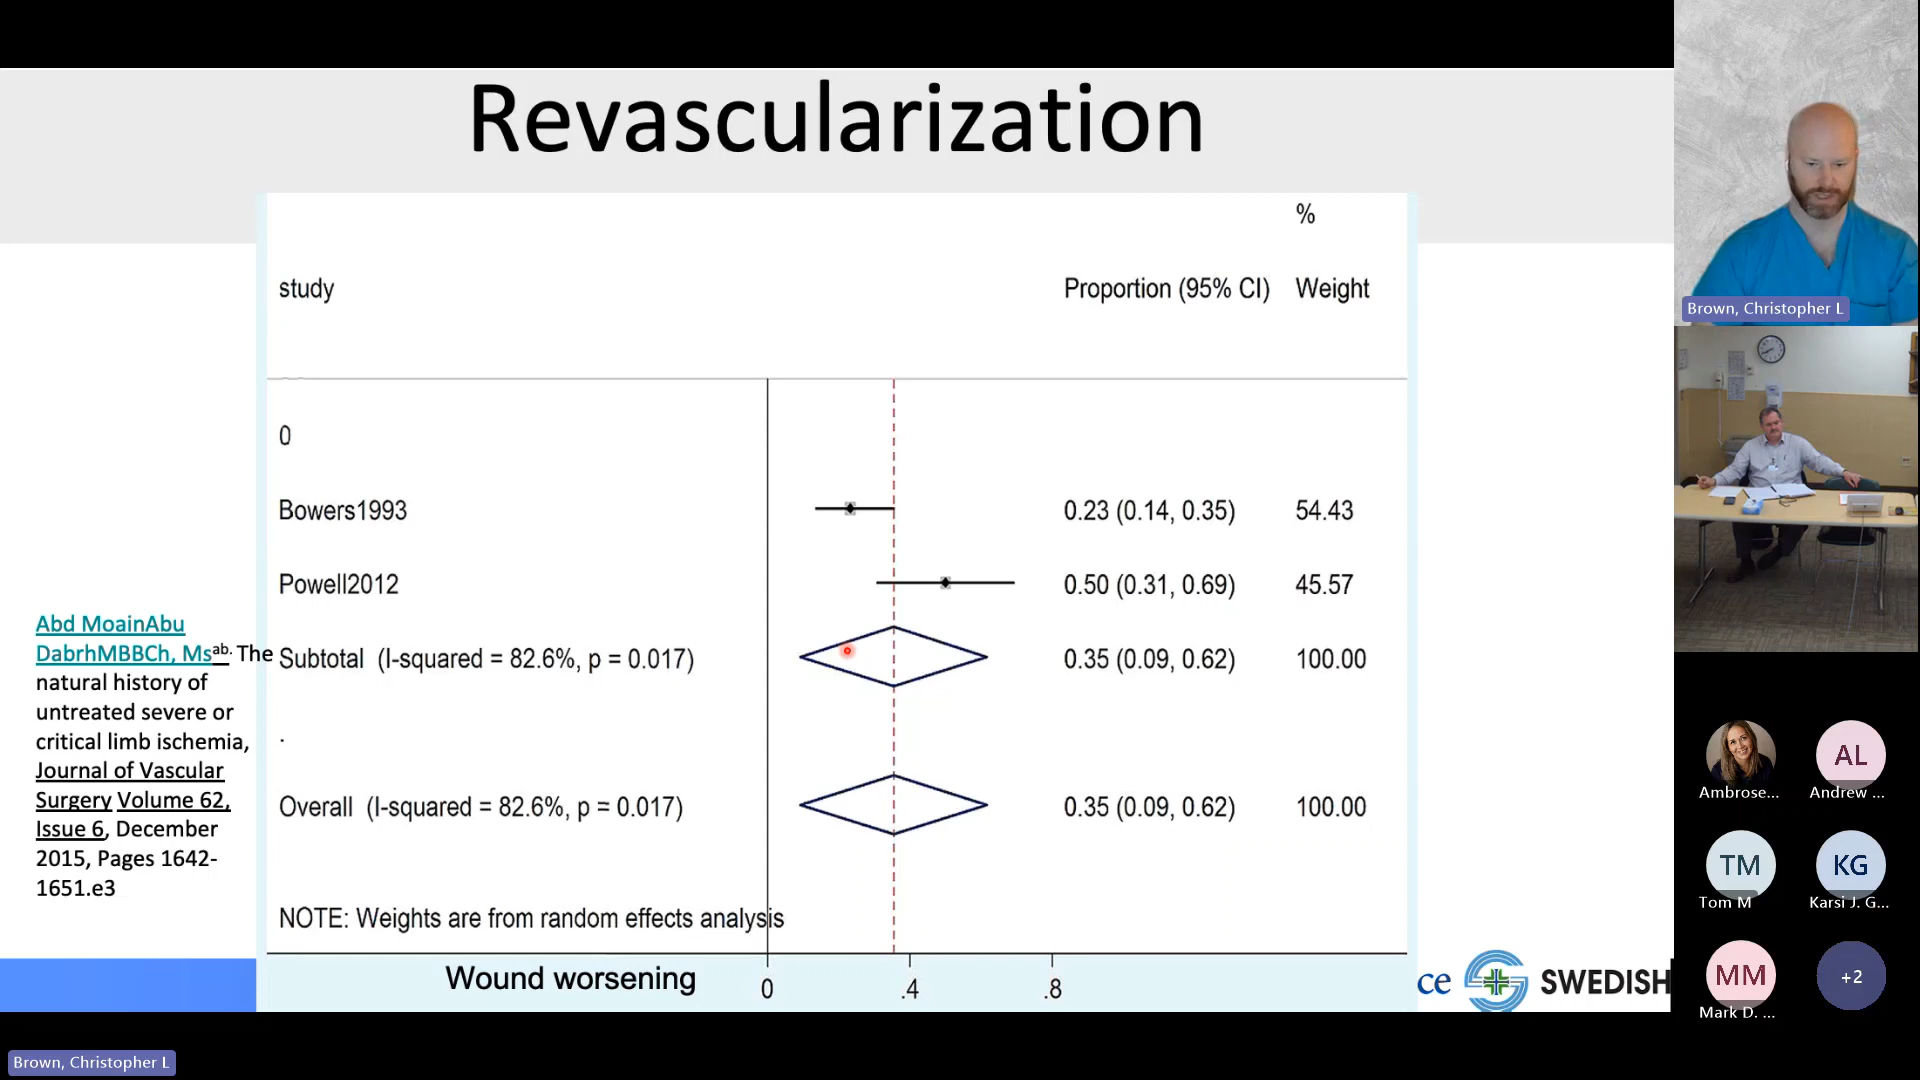 Revascularization
%
study Proportion (95% CI) Weight
0
Bowers1993 0.23 (0.14, 0.35) 54.43
Powell2012 0.50 (0.31, 0.69) 45.57
Subtotal (I-squared = 82.6%, p = 0.017) 0.35 (0.09, 0.62) 100.00
.
Overall (I-squared = 82.6%, p = 0.017) 0.35 (0.09, 0.62) 100.00
NOTE: Weights are from random effects analysis
Wound worsening 0 .4 .8
Abd MoainAbu
DabrhMBBCh, Msab. The
natural history of
untreated severe or
critical limb ischemia,
Journal of Vascular
Surgery Volume 62,
Issue 6, December
2015, Pages 1642-
1651.e3
ce SWEDISH
Brown, Christopher L
Ambrose...
AL
Andrew ...
TM
Tom M
KG
Karsi J. G...
MM
Mark D. ...
+2
Brown, Christopher L